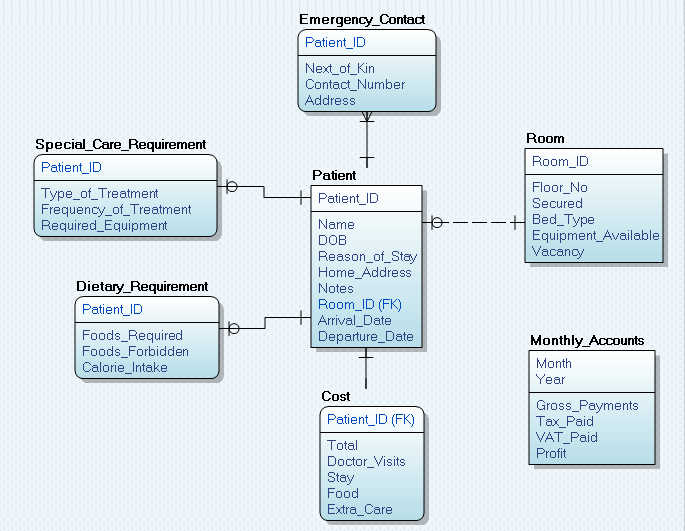 Emergency_Contact
Patient_ID
Next_of_Kin
Contact_Number
Address
Special_Care_Requirement
Patient_ID
Type_of_Treatment
Frequency_of_Treatment
Required_Equipment
Patient
Patient_ID
Name
DOB
Reason_of_Stay
Home_Address
Notes
Room_ID (FK)
Arrival_Date
Departure_Date
Room
Room_ID
Floor_No
Secured
Bed_Type
Equipment_Available
Vacancy
Dietary_Requirement
Patient_ID
Foods_Required
Foods_Forbidden
Calorie_Intake
Cost
Patient_ID (FK)
Total
Doctor_Visits
Stay
Food
Extra_Care
Monthly_Accounts
Month
Year
Gross_Payments
Tax_Paid
VAT_Paid
Profit